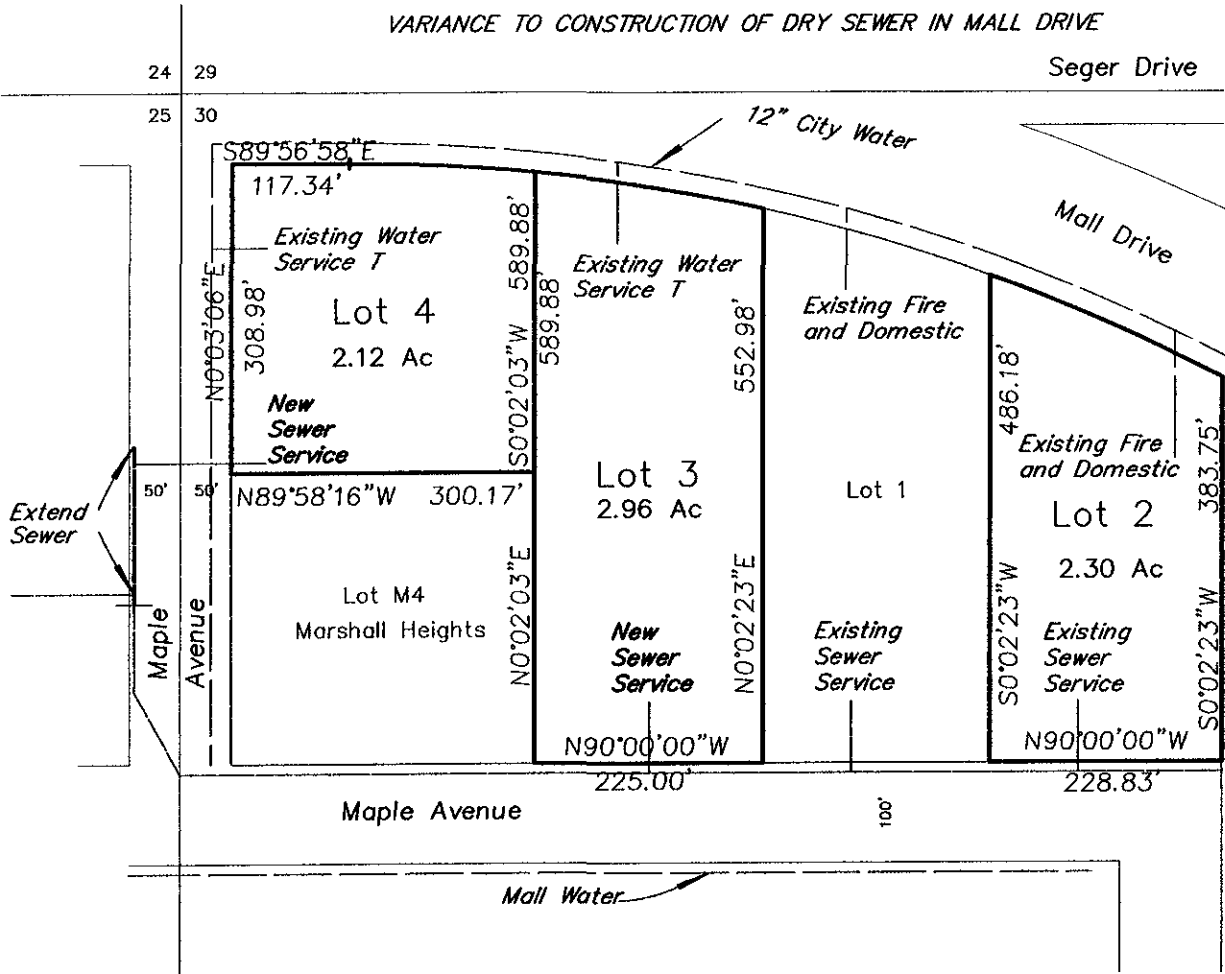 VARIANCE TO CONSTRUCTION OF DRY SEWER IN MALL DRIVE
Seger Drive
24 29
25 30
12" City Water
S89°56'58"E
117.34'
Mall Drive
Existing Water
Service T
Existing Water
Service T
Existing Fire
and Domestic
N0°03'06"E
308.98'
Lot 4
2.12 Ac
589.88'
S0°02'03"W
589.88'
552.98'
486.18'
383.75'
New
Sewer
Service
Existing Fire
and Domestic
Lot 3
2.96 Ac
Lot 1
Lot 2
2.30 Ac
50' 50'
N89°58'16"W 300.17'
Extend
Sewer
Lot M4
Marshall Heights
Maple
Avenue
N0°02'03"E
N0°02'23"E
S0°02'23"W
S0°02'23"W
New
Sewer
Service
Existing
Sewer
Service
Existing
Sewer
Service
N90°00'00"W
225.00'
N90°00'00"W
228.83'
Maple Avenue
100'
Mall Water